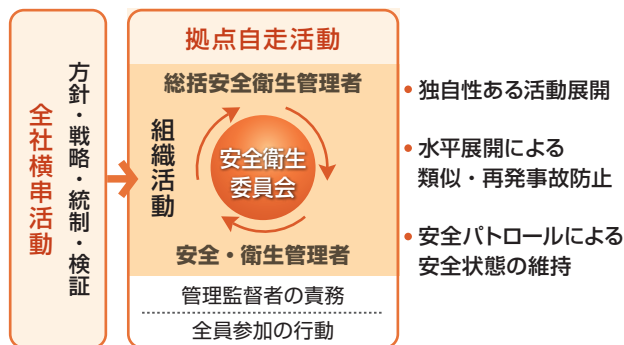 全社横串活動
方針・戦略・統制・検証
拠点自走活動
総括安全衛生管理者
組織活動
安全衛生
委員会
安全・衛生管理者
管理監督者の責務
全員参加の行動
• 独自性ある活動展開
• 水平展開による
類似・再発事故防止
• 安全パトロールによる
安全状態の維持